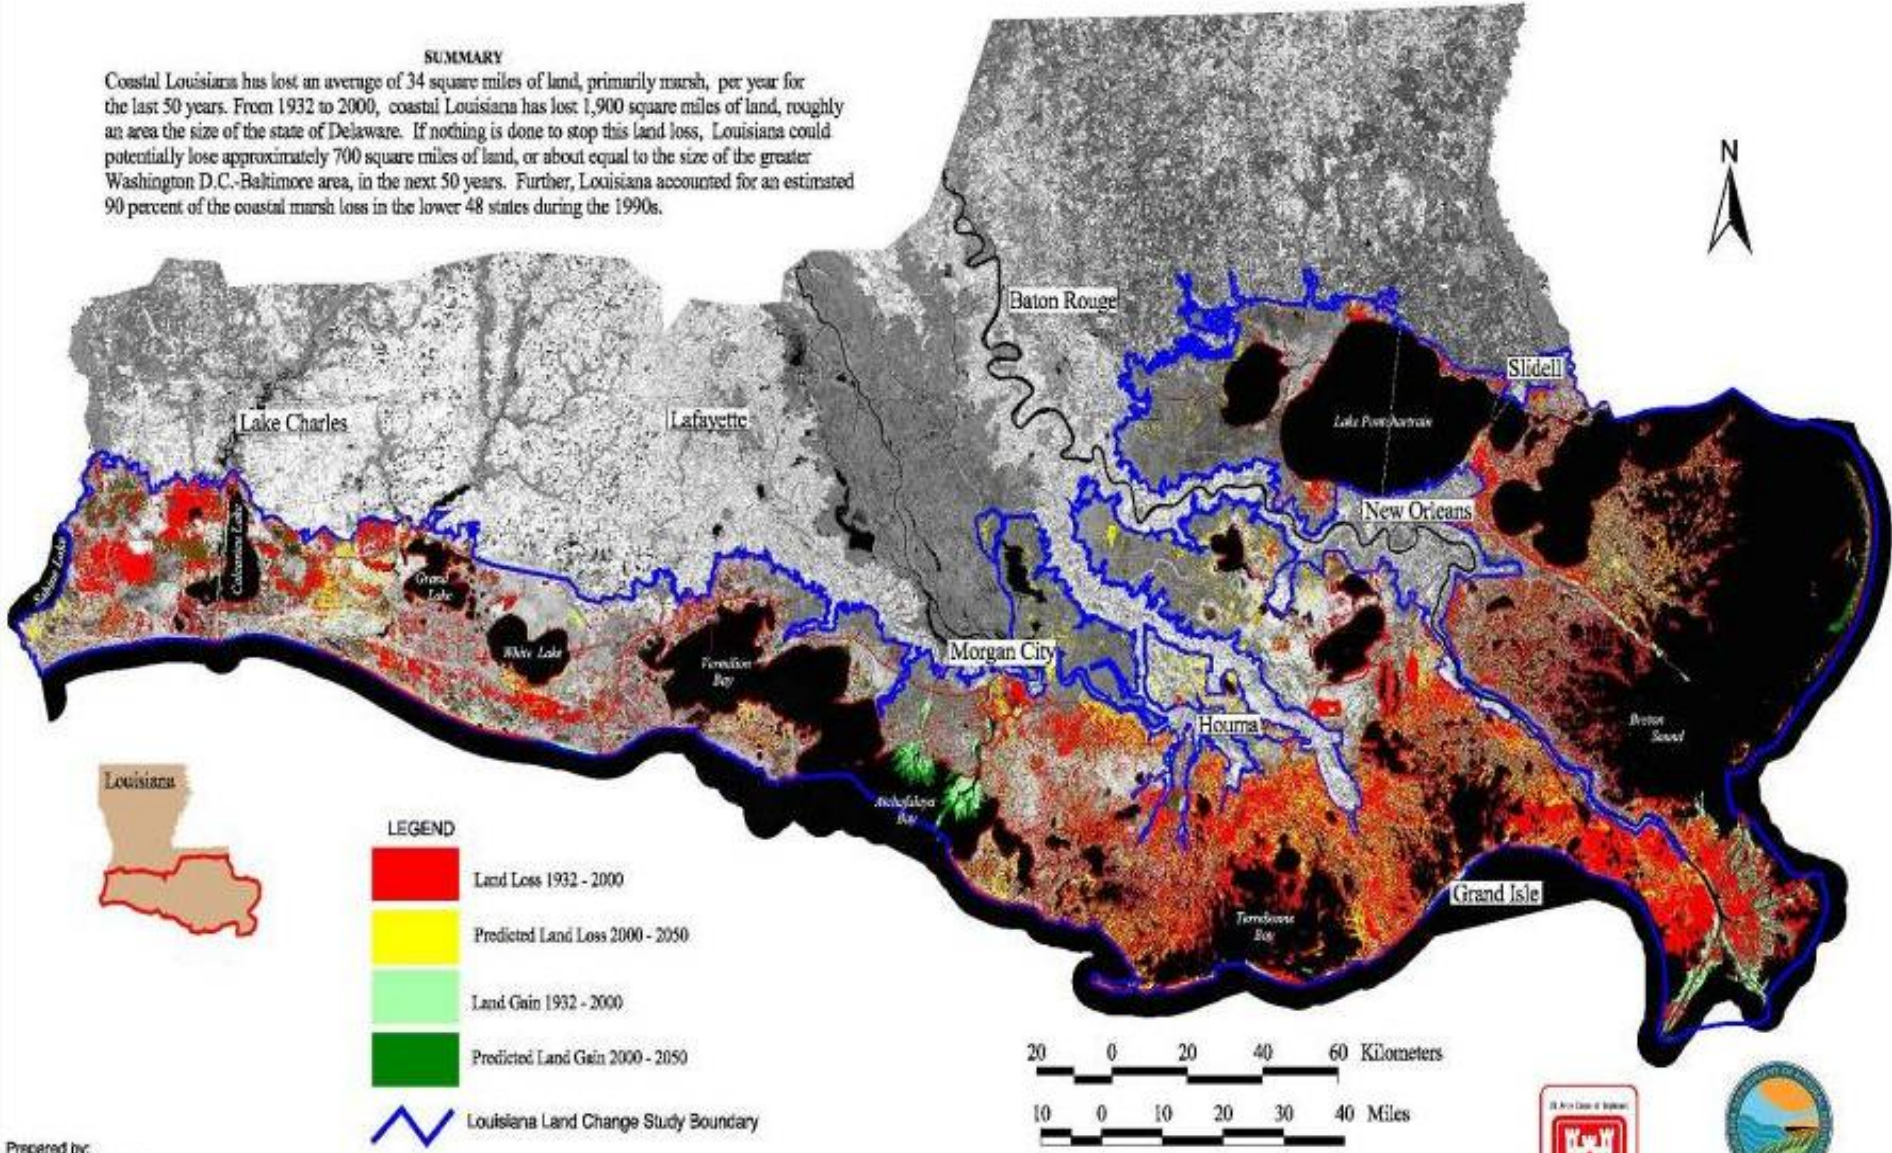 SUMMARY
Coastal Louisiana has lost an average of 34 square miles of land, primarily marsh, per year for
the last 50 years. From 1932 to 2000, coastal Louisiana has lost 1,900 square miles of land, roughly
an area the size of the state of Delaware. If nothing is done to stop this land loss, Louisiana could
potentially lose approximately 700 square miles of land, or about equal to the size of the greater
Washington D.C.-Baltimore area, in the next 50 years. Further, Louisiana accounted for an estimated
90 percent of the coastal marsh loss in the lower 48 states during the 1990s.
N
Baton Rouge
Slidell
Lake Charles
Lafayette
Lake Pontchartrain
New Orleans
Sabine Lake
Calcasieu Lake
Grand
Lake
White Lake
Vermilion
Bay
Morgan City
Houma
Breton
Sound
Atchafalaya
Bay
Grand Isle
Terrebonne
Bay
Louisiana
LEGEND
Land Loss 1932 - 2000
Predicted Land Loss 2000 - 2050
Land Gain 1932 - 2000
Predicted Land Gain 2000 - 2050
Louisiana Land Change Study Boundary
20 0 20 40 60 Kilometers
10 0 10 20 30 40 Miles
Prepared by: